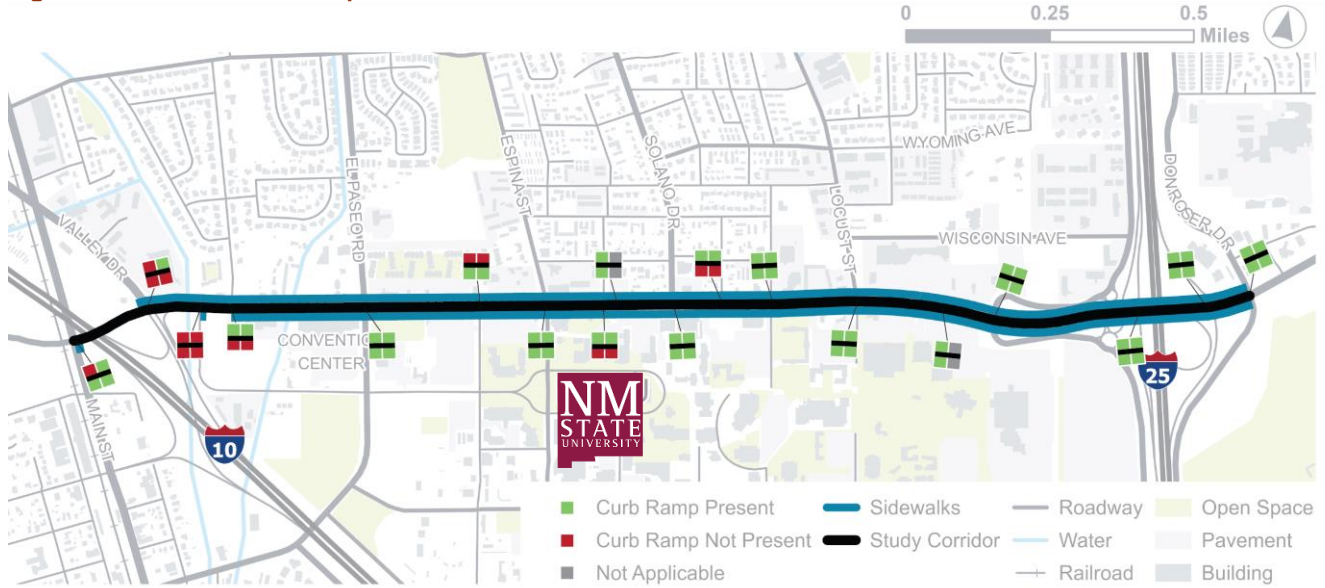 0 0.25 0.5
Miles
WYOMING AVE
VALLEY DR
EL PASEO RD
ESPINA ST
SOLANO DR
LOCUST ST
WISCONSIN AVE
DON ROSER DR
CONVENTIO
CENTER
MAIN ST
10
25
NM
STATE
UNIVERSITY
Curb Ramp Present
Curb Ramp Not Present
Not Applicable
Sidewalks
Study Corridor
Roadway
Water
Railroad
Open Space
Pavement
Building